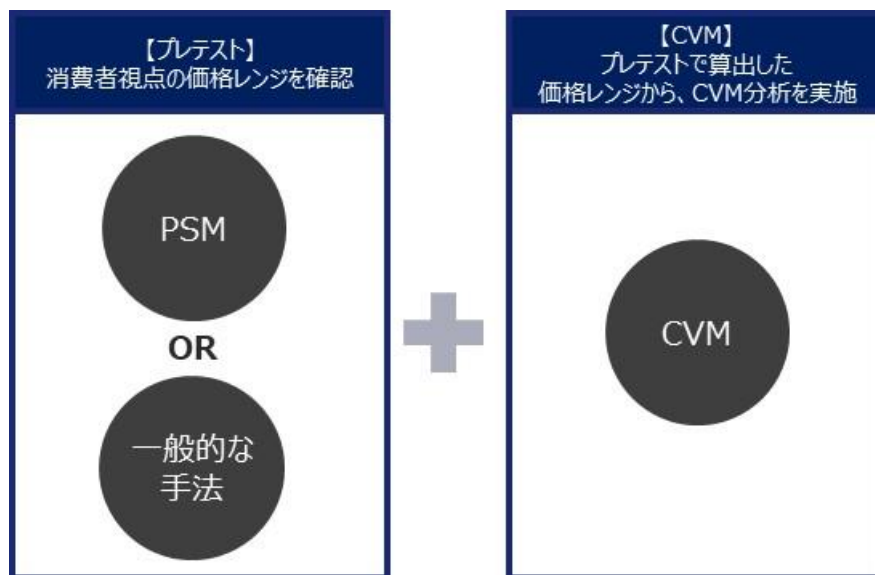 【プレテスト】
消費者視点の価格レンジを確認
PSM
OR
一般的な
手法
【CVM】
プレテストで算出した
価格レンジから、CVM分析を実施
CVM